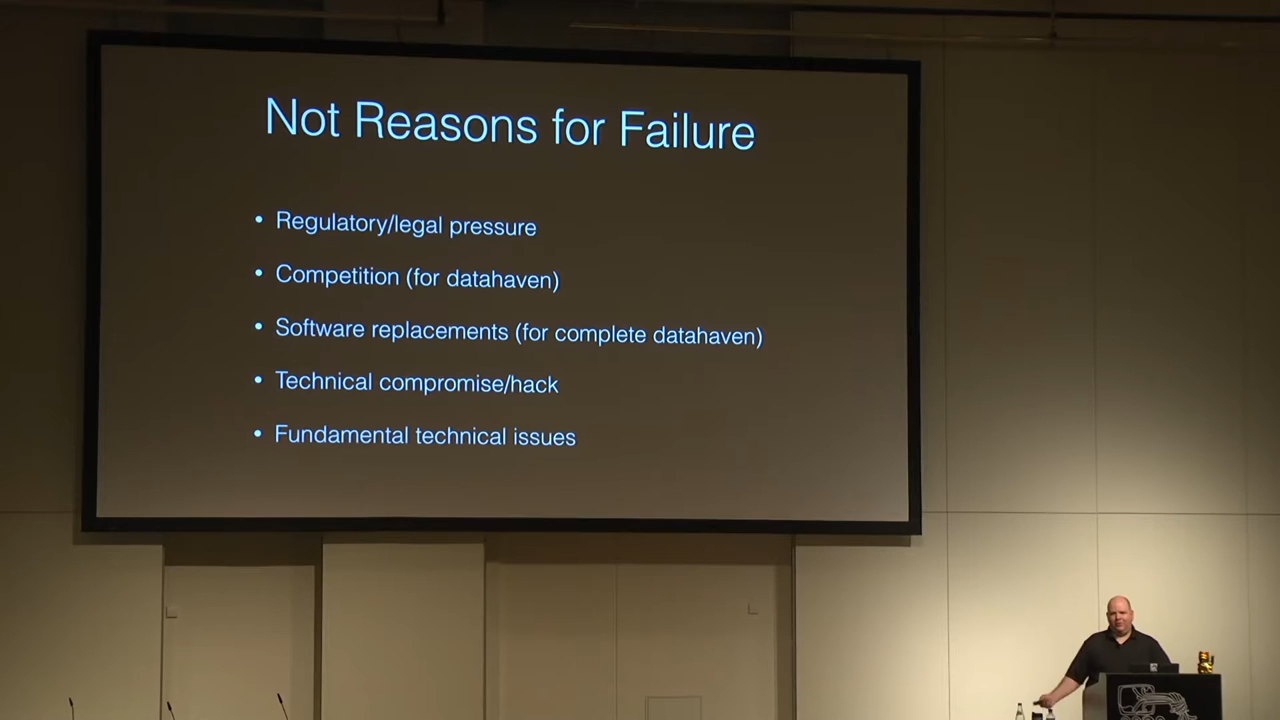 Not Reasons for Failure
• Regulatory/legal pressure
• Competition (for datahaven)
• Software replacements (for complete datahaven)
• Technical compromise/hack
• Fundamental technical issues